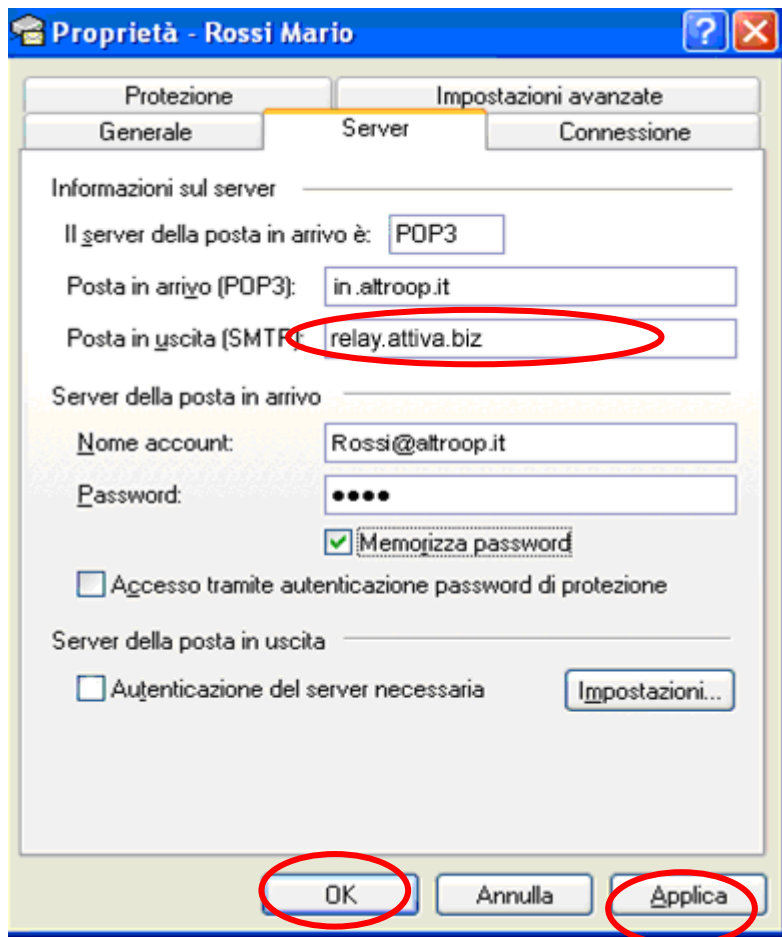 Proprietà - Rossi Mario
Protezione Impostazioni avanzate
Generale Server Connessione
Informazioni sul server
Il server della posta in arrivo è: POP3
Posta in arrivo (POP3): in.altroop.it
Posta in uscita (SMTP): relay.attiva.biz
Server della posta in arrivo
Nome account: Rossi@altroop.it
Password: ●●●●
Memorizza password
Accesso tramite autenticazione password di protezione
Server della posta in uscita
Autenticazione del server necessaria Impostazioni...
OK Annulla Applica